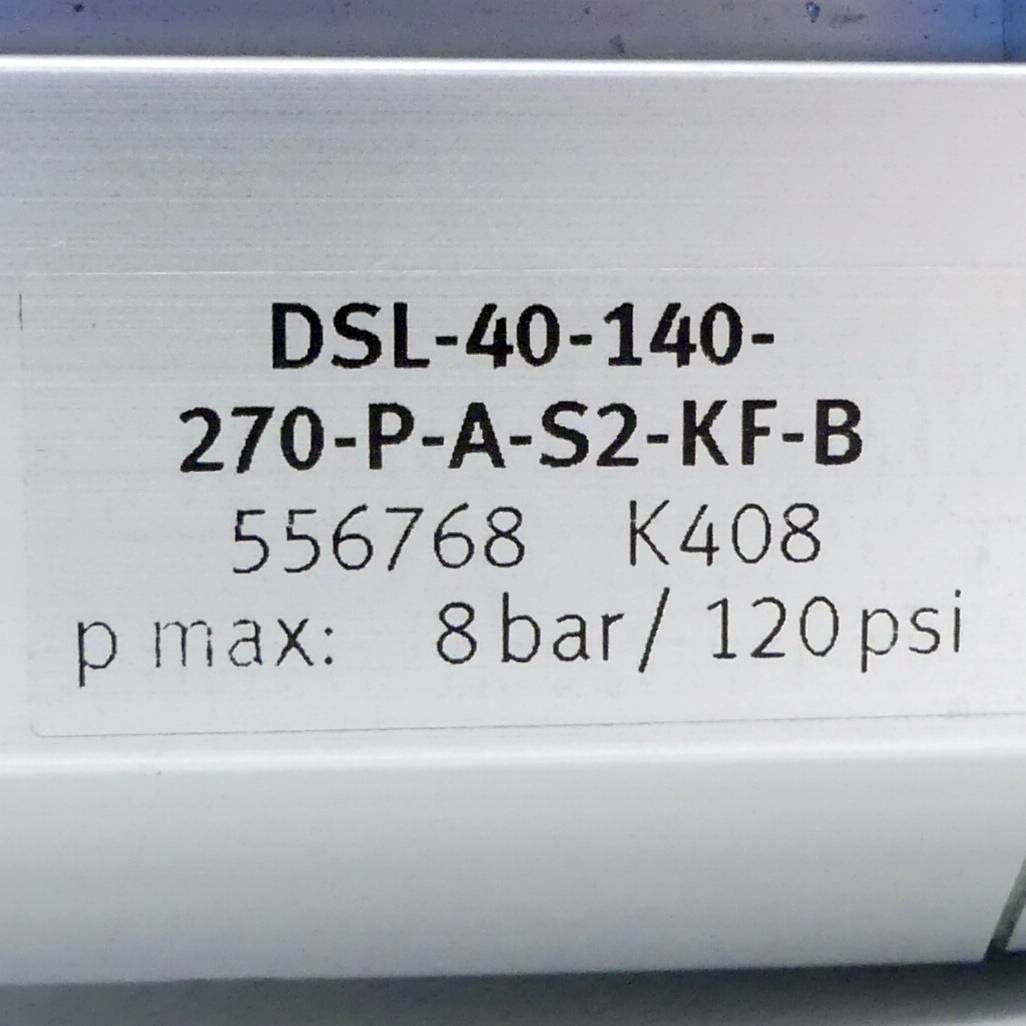 DSL-40-140-
270-P-A-S2-KF-B
556768 K408
p max: 8 bar / 120 psi